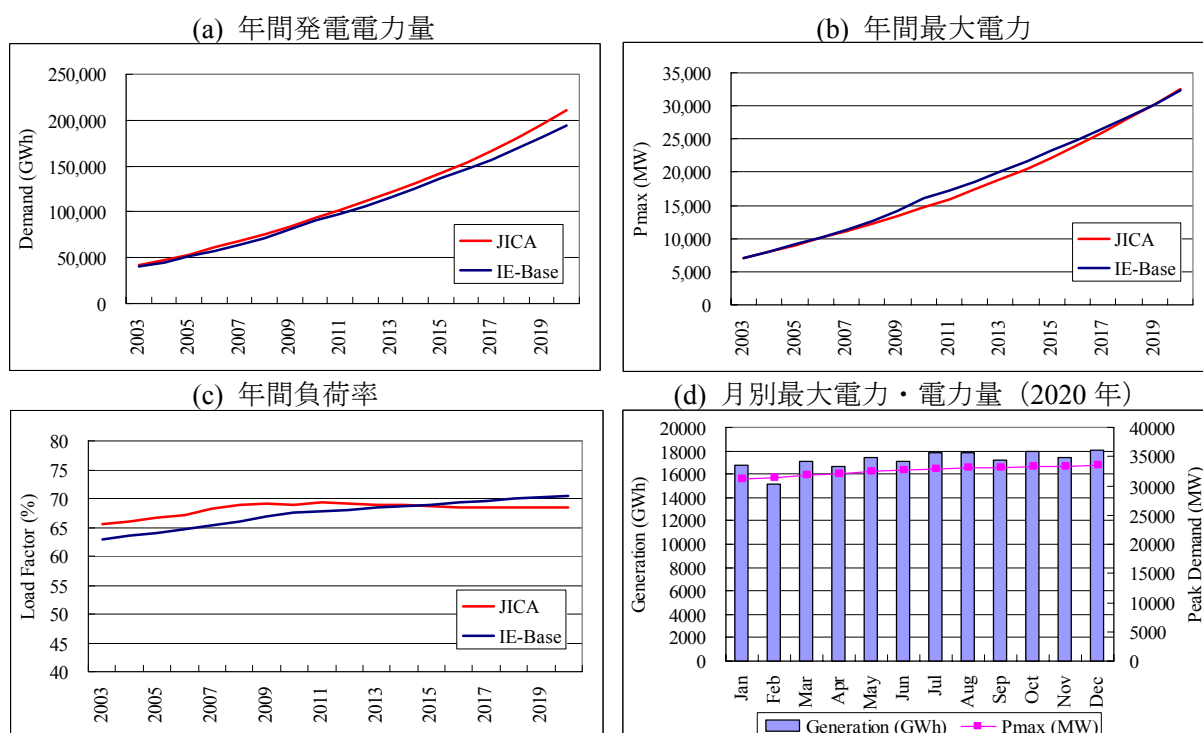 (a) 年間発電電力量
250,000
200,000
150,000
100,000
50,000
0
Demand (GWh)
JICA
IE-Base
2003
2005
2007
2009
2011
2013
2015
2017
2019
(b) 年間最大電力
35,000
30,000
25,000
20,000
15,000
10,000
5,000
0
Pmax (MW)
JICA
IE-Base
2003
2005
2007
2009
2011
2013
2015
2017
2019
(c) 年間負荷率
80
75
70
65
60
55
50
45
40
Load Factor (%)
JICA
IE-Base
2003
2005
2007
2009
2011
2013
2015
2017
2019
(d) 月別最大電力・電力量（2020 年）
20000
18000
16000
14000
12000
10000
8000
6000
4000
2000
0
Generation (GWh)
40000
35000
30000
25000
20000
15000
10000
5000
0
Peak Demand (MW)
Jan
Feb
Mar
Apr
May
Jun
Jul
Aug
Sep
Oct
Nov
Dec
Generation (GWh)
Pmax (MW)